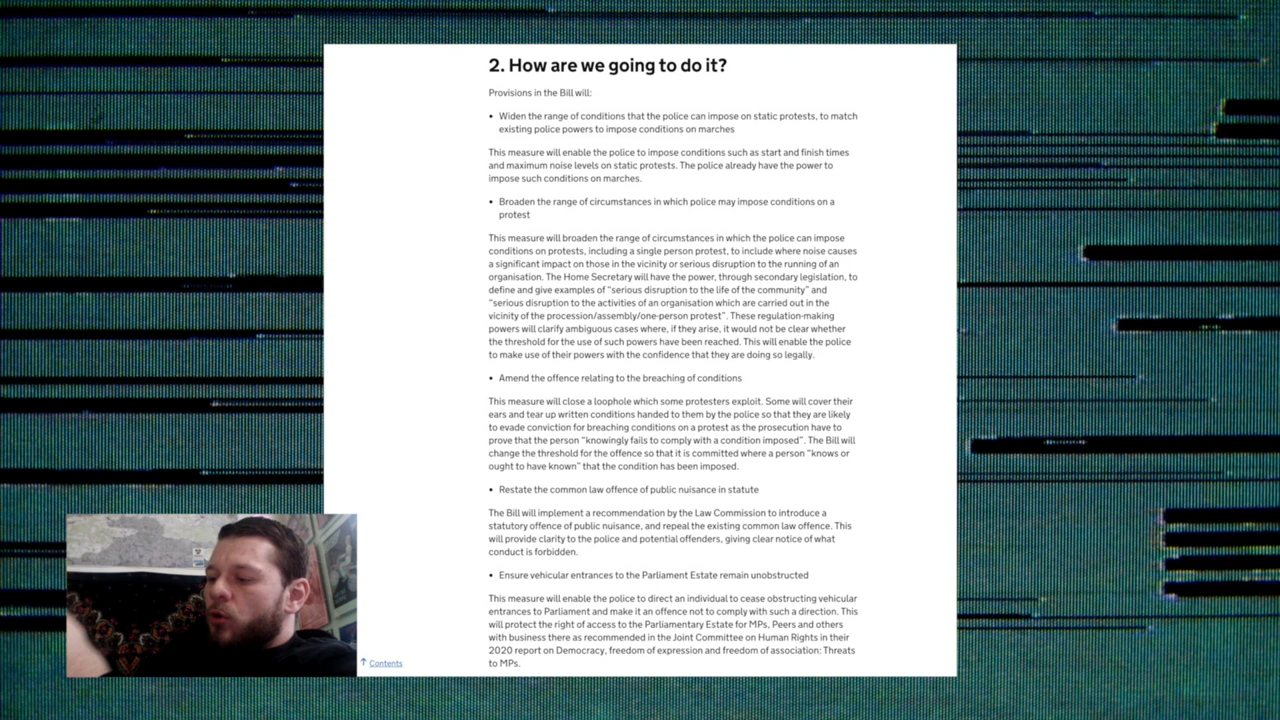 2. How are we going to do it?
Provisions in the Bill will:
• Widen the range of conditions that the police can impose on static protests, to match
existing police powers to impose conditions on marches
This measure will enable the police to impose conditions such as start and finish times
and maximum noise levels on static protests. The police already have the power to
impose such conditions on marches.
• Broaden the range of circumstances in which police may impose conditions on a
protest
This measure will broaden the range of circumstances in which the police can impose
conditions on protests, including a single person protest, to include where noise causes
a significant impact on those in the vicinity or serious disruption to the running of an
organisation. The Home Secretary will have the power, through secondary legislation, to
define and give examples of “serious disruption to the life of the community” and
“serious disruption to the activities of an organisation which are carried out in the
vicinity of the procession/assembly/one-person protest”. These regulation-making
powers will clarify ambiguous cases where, if they arise, it would not be clear whether
the threshold for the use of such powers have been reached. This will enable the police
to make use of their powers with the confidence that they are doing so legally.
• Amend the offence relating to the breaching of conditions
This measure will close a loophole which some protesters exploit. Some will cover their
ears and tear up written conditions handed to them by the police so that they are likely
to evade conviction for breaching conditions on a protest as the prosecution have to
prove that the person “knowingly fails to comply with a condition imposed”. The Bill will
change the threshold for the offence so that it is committed where a person “knows or
ought to have known” that the condition has been imposed.
• Restate the common law offence of public nuisance in statute
The Bill will implement a recommendation by the Law Commission to introduce a
statutory offence of public nuisance, and repeal the existing common law offence. This
will provide clarity to the police and potential offenders, giving clear notice of what
conduct is forbidden.
• Ensure vehicular entrances to the Parliament Estate remain unobstructed
This measure will enable the police to direct an individual to cease obstructing vehicular
entrances to Parliament and make it an offence not to comply with such a direction. This
will protect the right of access to the Parliamentary Estate for MPs, Peers and others
with business there as recommended in the Joint Committee on Human Rights in their
2020 report on Democracy, freedom of expression and freedom of association: Threats
to MPs.
↑ Contents